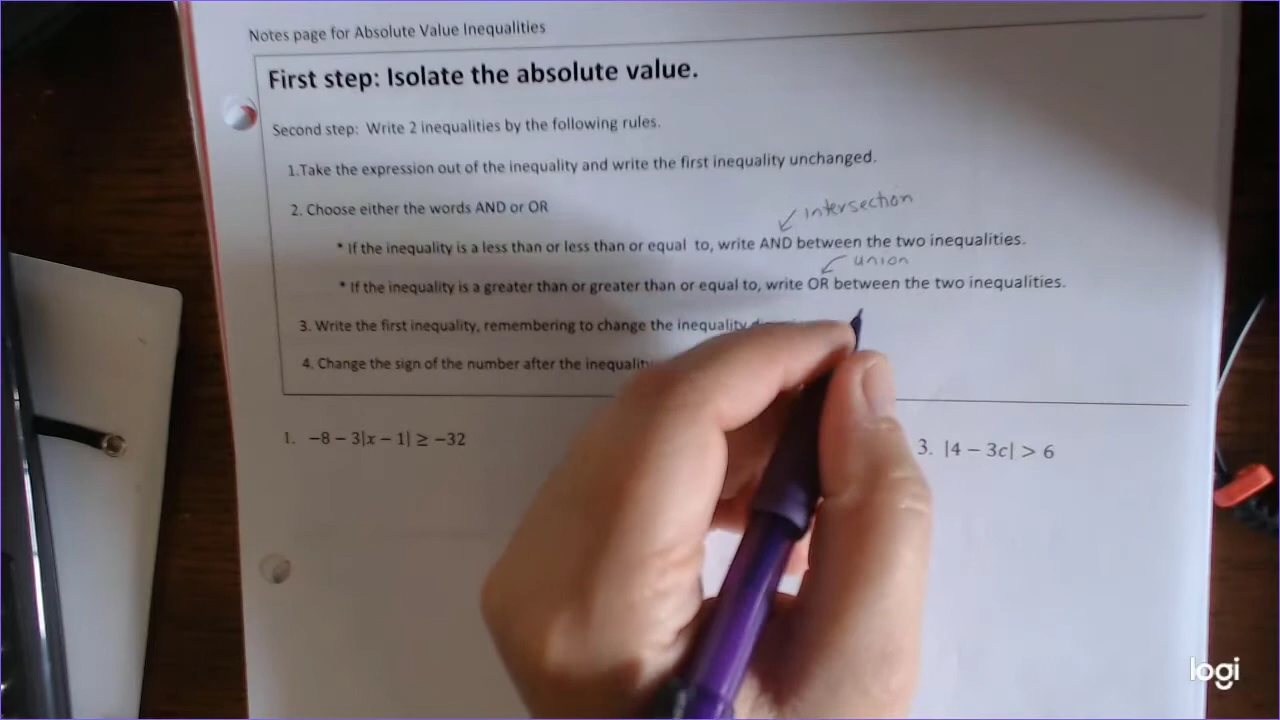 Notes page for Absolute Value Inequalities
First step: Isolate the absolute value.
Second step: Write 2 inequalities by the following rules.
1.Take the expression out of the inequality and write the first inequality unchanged.
2. Choose either the words AND or OR
intersection
* If the inequality is a less than or less than or equal to, write AND between the two inequalities.
union
* If the inequality is a greater than or greater than or equal to, write OR between the two inequalities.
3. Write the first inequality, remembering to change the inequality
4. Change the sign of the number after the inequality
1. −8 − 3|x − 1| ≥ −32
3. |4 − 3c| > 6
logi